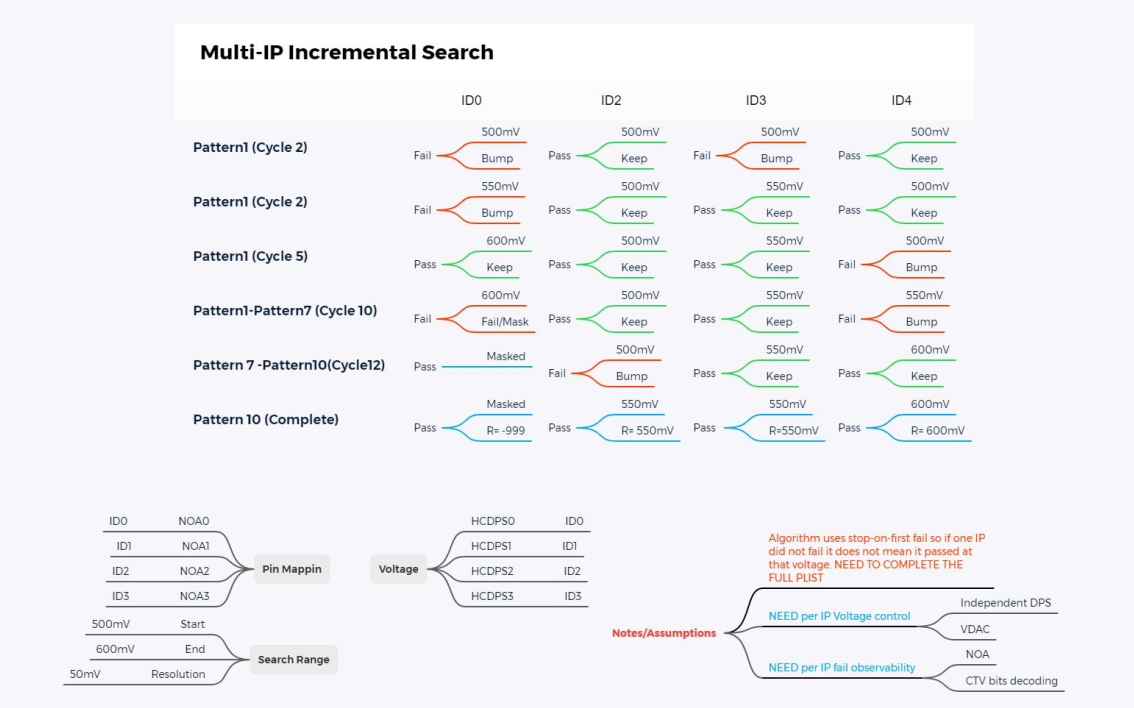 Multi-IP Incremental Search
ID0 ID2 ID3 ID4
500mV 500mV 500mV 500mV
Pattern1 (Cycle 2) Fail Bump Pass Keep Fail Bump Pass Keep
550mV 500mV 550mV 500mV
Pattern1 (Cycle 2) Fail Bump Pass Keep Pass Keep Pass Keep
600mV 500mV 550mV 500mV
Pattern1 (Cycle 5) Pass Keep Pass Keep Pass Keep Fail Bump
600mV 500mV 550mV 550mV
Pattern1-Pattern7 (Cycle 10) Fail Fail/Mask Pass Keep Pass Keep Fail Bump
Masked 500mV 550mV 600mV
Pattern 7 -Pattern10(Cycle12) Pass Fail Bump Pass Keep Pass Keep
Masked 550mV 550mV 600mV
Pattern 10 (Complete) Pass R= -999 Pass R= 550mV Pass R=550mV Pass R= 600mV
ID0 NOA0
ID1 NOA1
ID2 NOA2
ID3 NOA3
Pin Mappin
500mV Start
600mV End
50mV Resolution
Search Range
Voltage
HCDPS0 ID0
HCDPS1 ID1
HCDPS2 ID2
HCDPS3 ID3
Notes/Assumptions
Algorithm uses stop-on-first fail so if one IP
did not fail it does not mean it passed at
that voltage. NEED TO COMPLETE THE
FULL PLIST
NEED per IP Voltage control
Independent DPS
VDAC
NEED per IP fail observability
NOA
CTV bits decoding